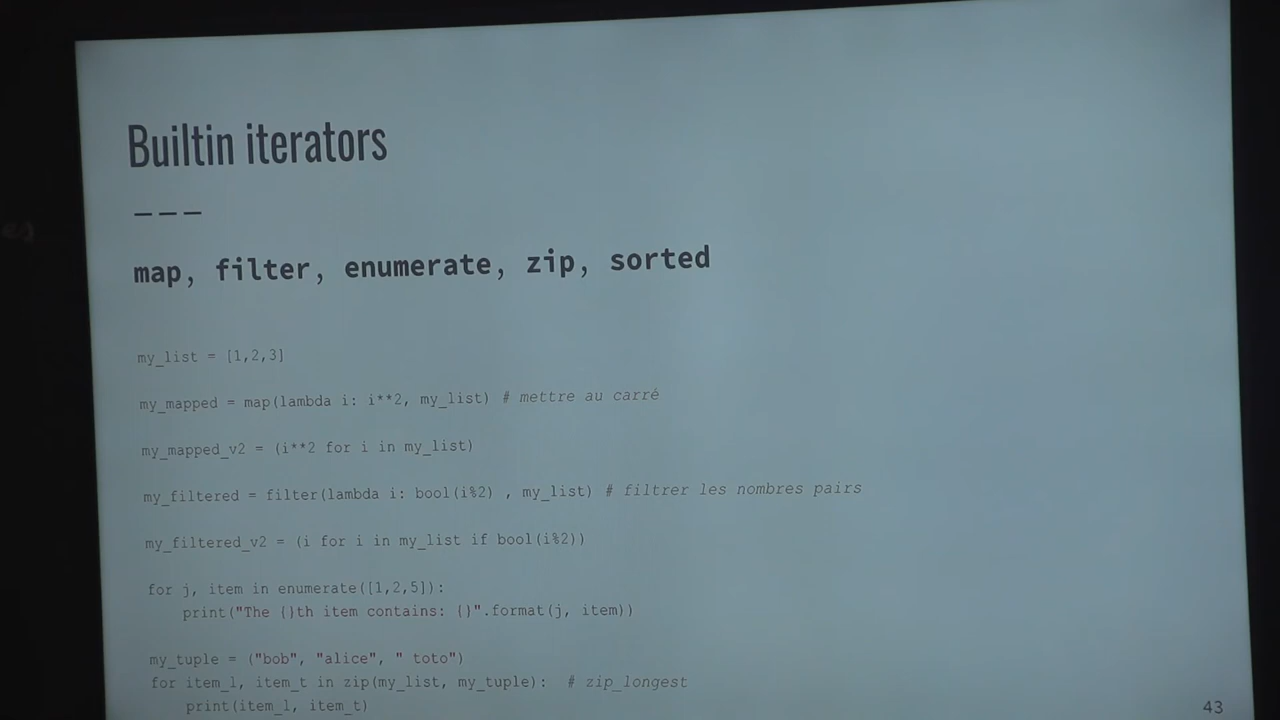 Builtin iterators
———
map, filter, enumerate, zip, sorted
my_list = [1,2,3]
my_mapped = map(lambda i: i**2, my_list) # mettre au carré
my_mapped_v2 = (i**2 for i in my_list)
my_filtered = filter(lambda i: bool(i%2) , my_list) # filtrer les nombres pairs
my_filtered_v2 = (i for i in my_list if bool(i%2))
for j, item in enumerate([1,2,5]):
print("The {}th item contains: {}".format(j, item))
my_tuple = ("bob", "alice", " toto")
for item_l, item_t in zip(my_list, my_tuple): # zip_longest
print(item_l, item_t)
43
es